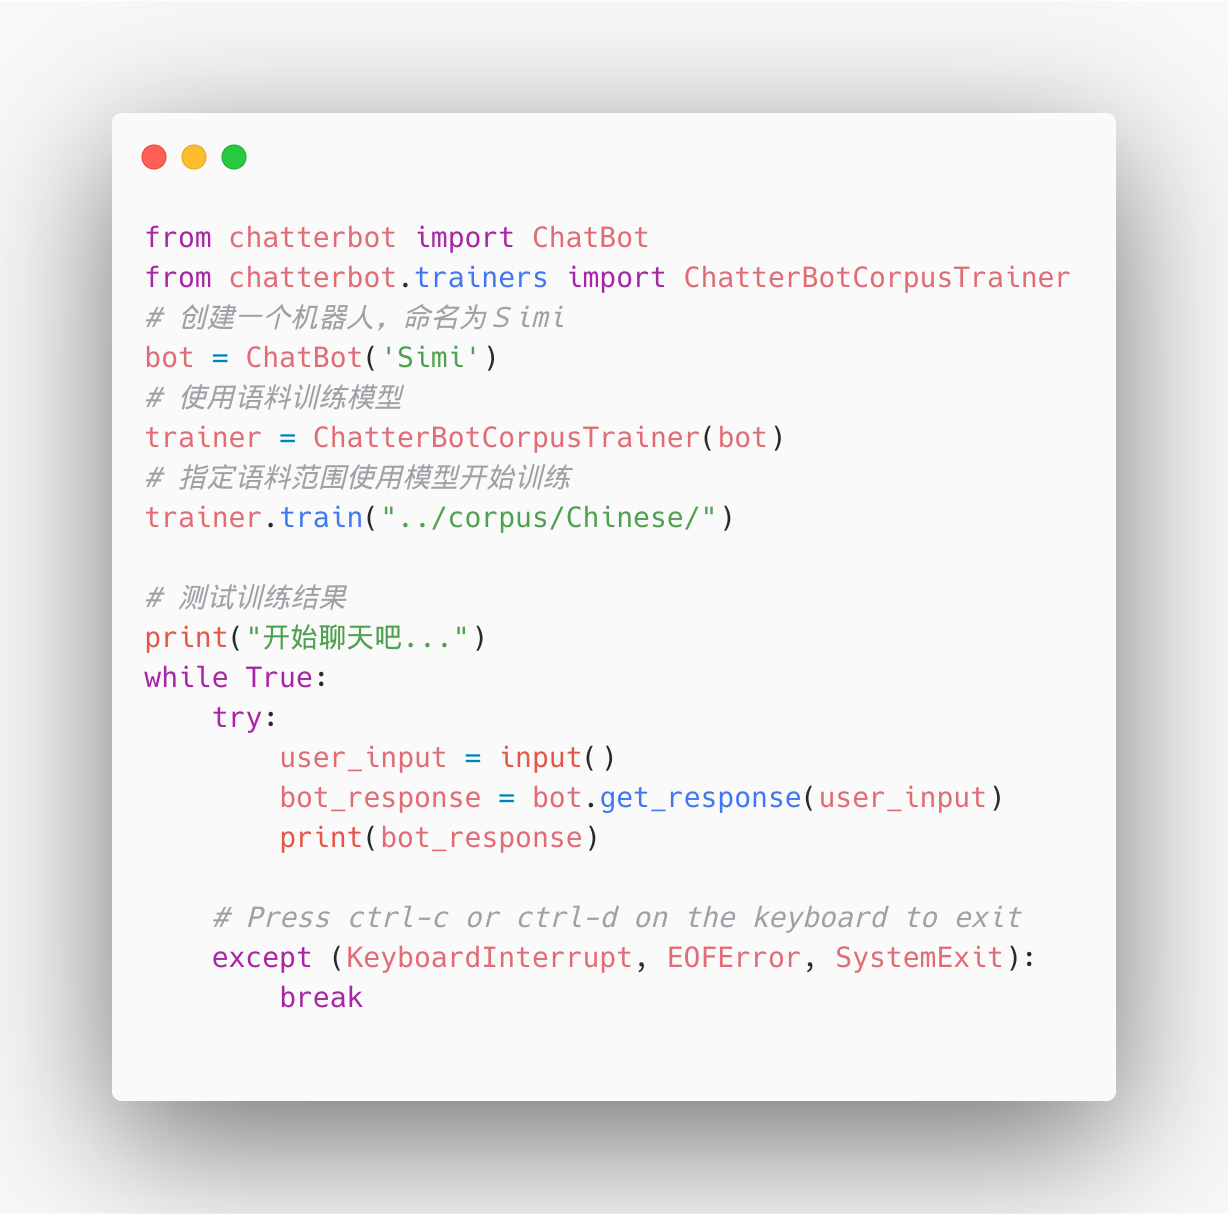 from chatterbot import ChatBot
from chatterbot.trainers import ChatterBotCorpusTrainer
# 创建一个机器人，命名为Ｓimi
bot = ChatBot('Simi')
# 使用语料训练模型
trainer = ChatterBotCorpusTrainer(bot)
# 指定语料范围使用模型开始训练
trainer.train("../corpus/Chinese/")

# 测试训练结果
print("开始聊天吧...")
while True:
    try:
        user_input = input()
        bot_response = bot.get_response(user_input)
        print(bot_response)

    # Press ctrl-c or ctrl-d on the keyboard to exit
    except (KeyboardInterrupt, EOFError, SystemExit):
        break